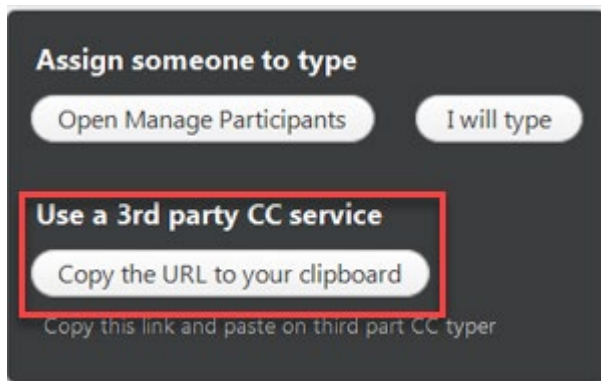 Assign someone to type
Open Manage Participants
I will type
Use a 3rd party CC service
Copy the URL to your clipboard
Copy this link and paste on third part CC typer